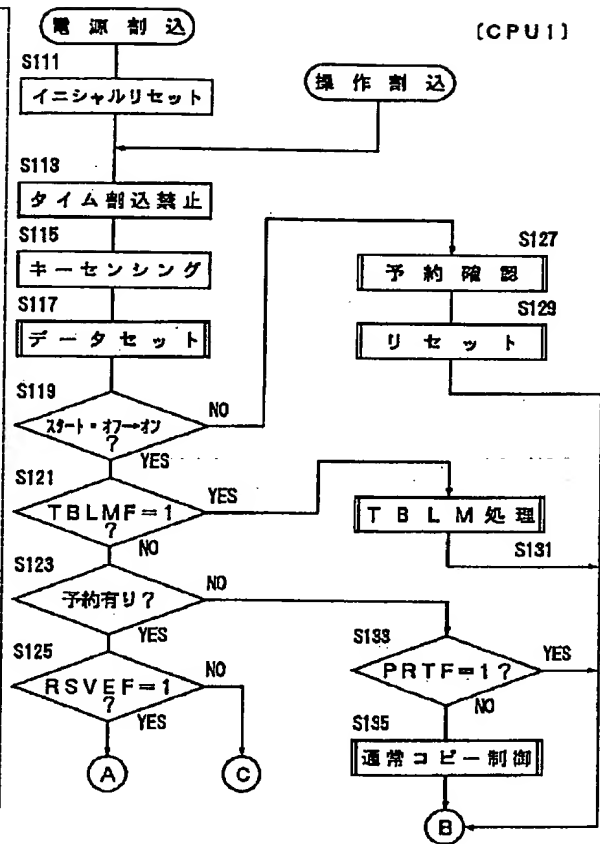 電源割込
[CPU1]
S111
イニシャルリセット
操作割込
S113
タイム割込禁止
S115
キーセンシング
S127
予約確認
S117
データセット
S129
リセット
S119
スタート=オフ→オン
?
NO
YES
S121
TBLMF=1
?
YES
NO
TBLM処理
S131
S123
予約有り?
NO
YES
S133
PRTF=1?
YES
NO
S125
RSVEF=1
?
NO
YES
S135
通常コピー制御
A
C
B